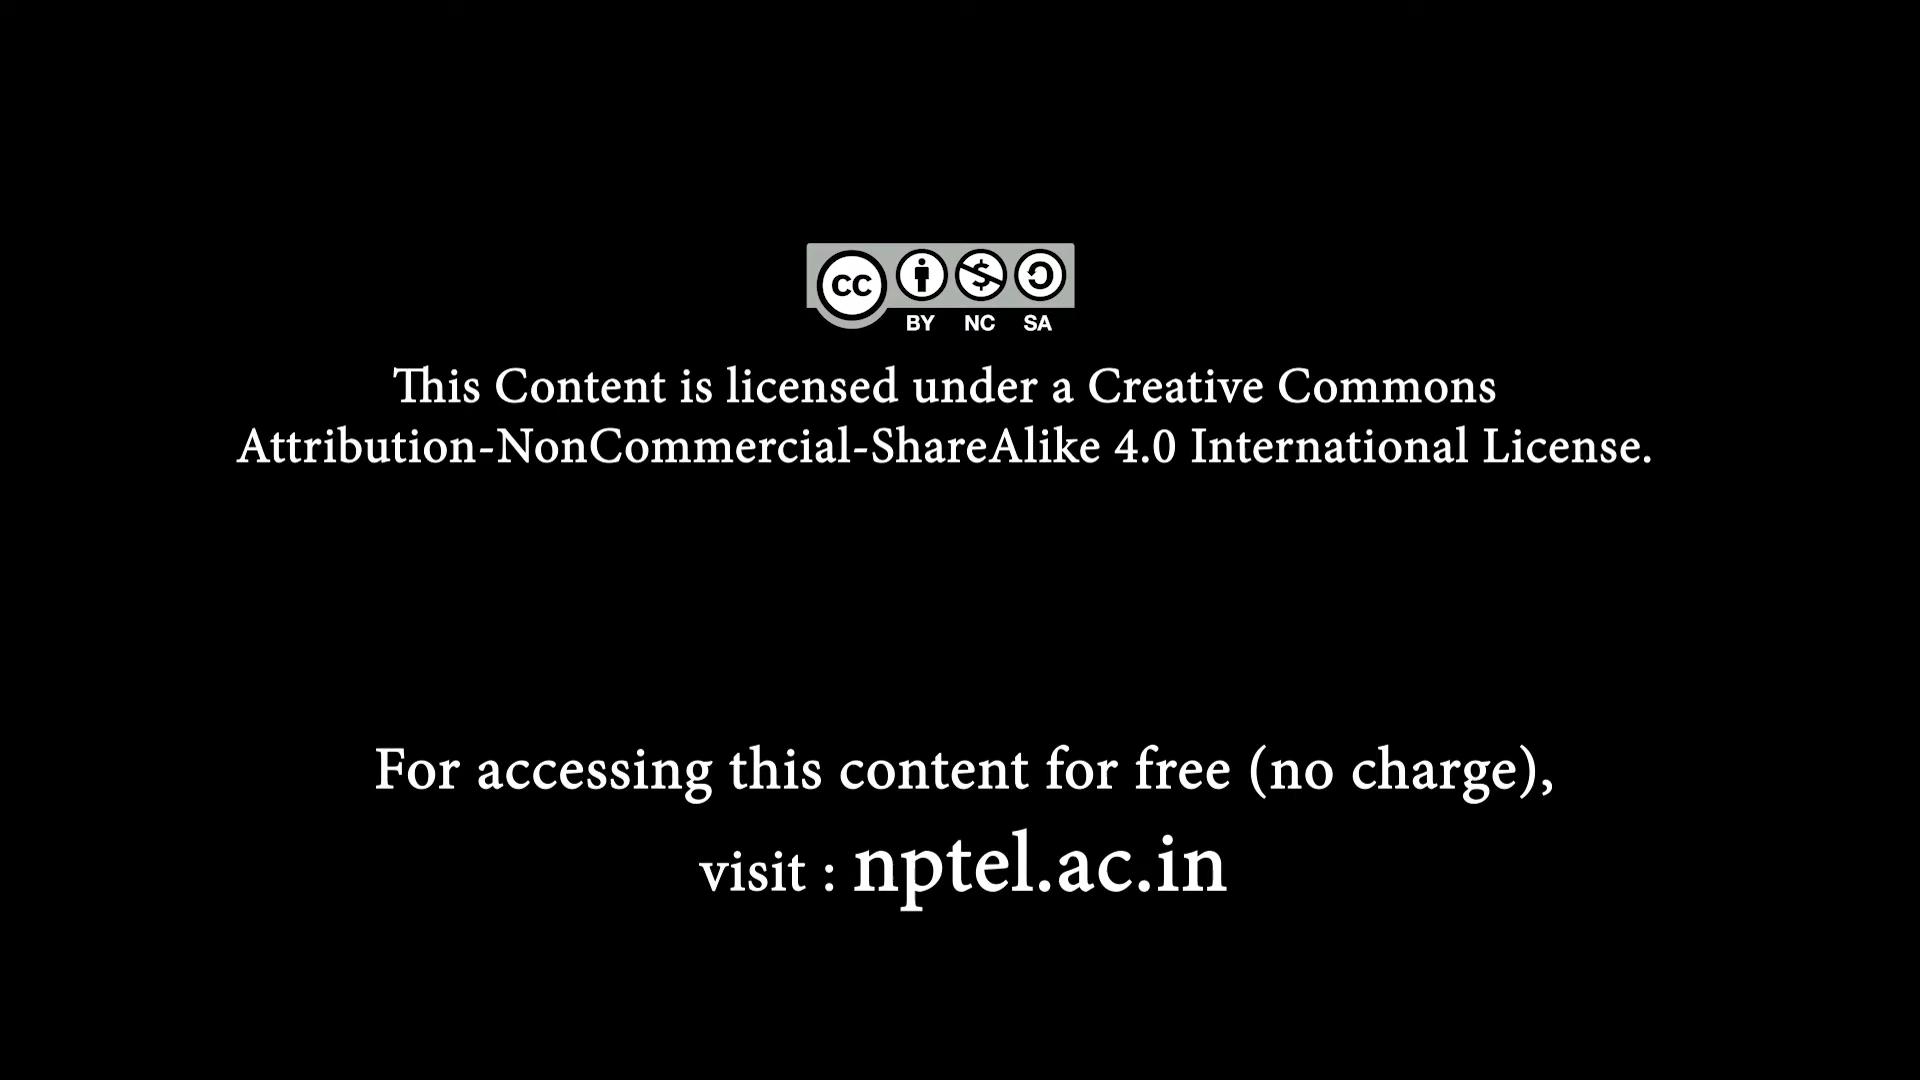 cc
BY NC SA
This Content is licensed under a Creative Commons
Attribution-NonCommercial-ShareAlike 4.0 International License.
For accessing this content for free (no charge),
visit : nptel.ac.in